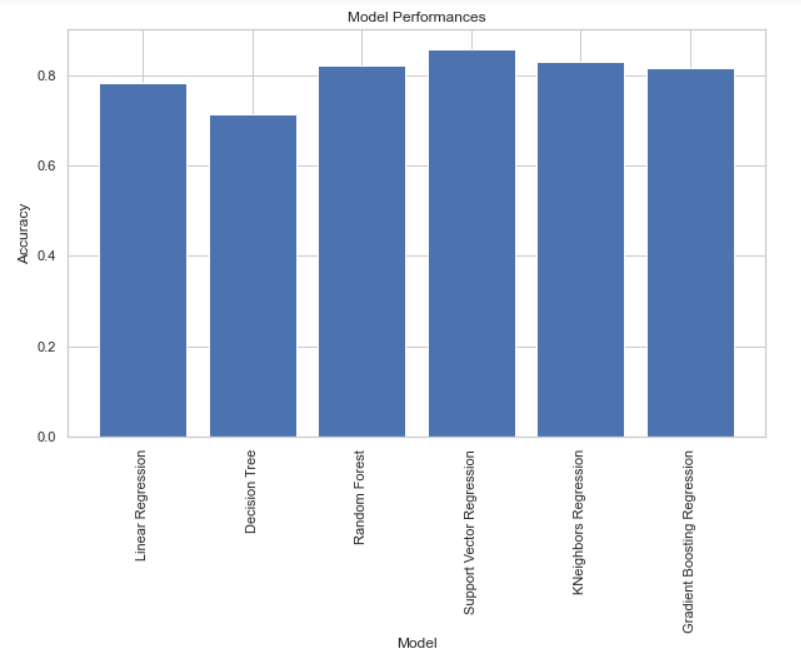 Model Performances
Accuracy
0.8
0.6
0.4
0.2
0.0
Linear Regression
Decision Tree
Random Forest
Support Vector Regression
KNeighbors Regression
Gradient Boosting Regression
Model